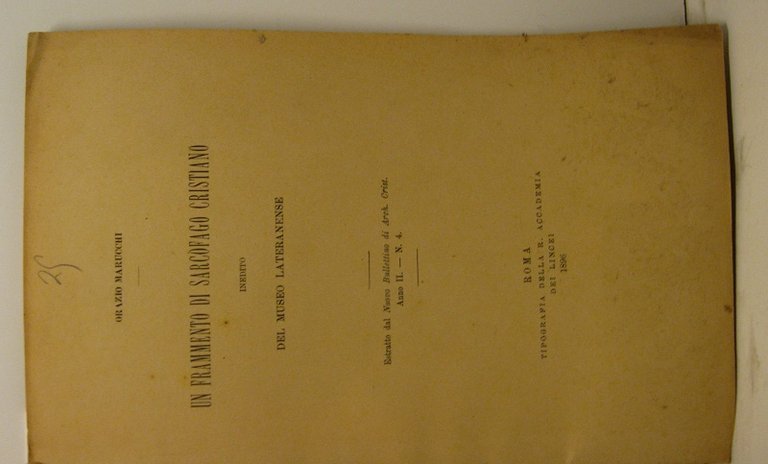 25
ORAZIO MARUCCHI
UN FRAMMENTO DI SARCOFAGO CRISTIANO
INEDITO
DEL MUSEO LATERANENSE
Estratto dal Nuovo Bullettino di Arch. Crist.
Anno II. — N. 4.
ROMA
TIPOGRAFIA DELLA R. ACCADEMIA
DEI LINCEI
1896